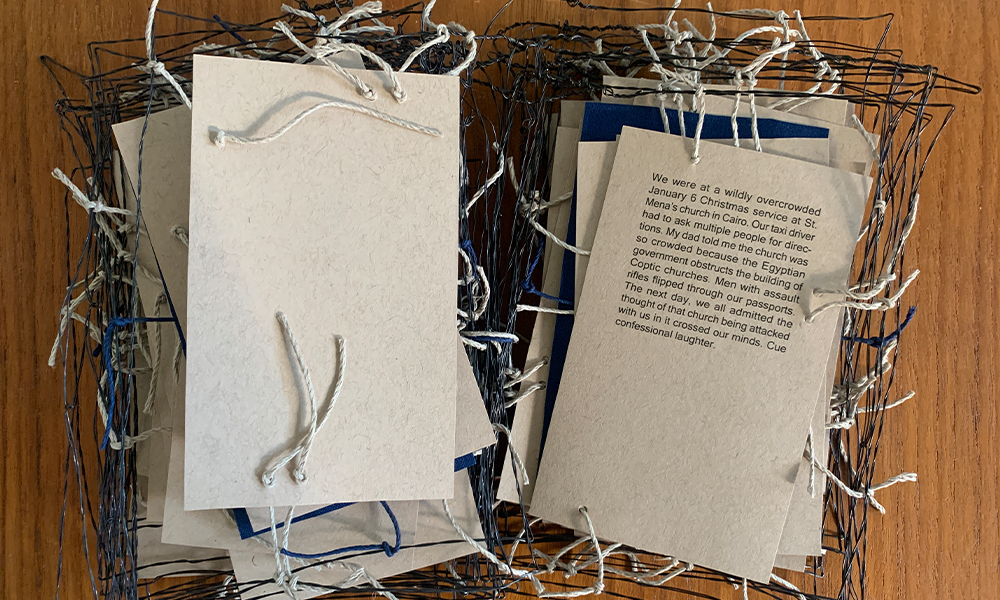 We were at a wildly overcrowded
January 6 Christmas service at St.
Mena's church in Cairo. Our taxi driver
had to ask multiple people for direc-
tions. My dad told me the church was
so crowded because the Egyptian
government obstructs the building of
Coptic churches. Men with assault
rifles flipped through our passports.
The next day, we all admitted the
thought of that church being attacked
with us in it crossed our minds. Cue
confessional laughter.